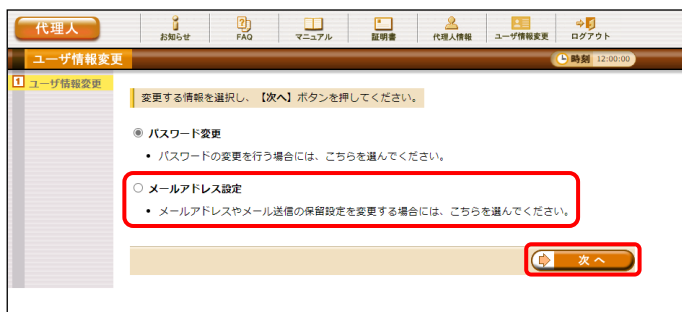 代理人
お知らせ
FAQ
マニュアル
証明書
代理人情報
ユーザ情報変更
ログアウト
ユーザ情報変更
時刻 12:00:00
1 ユーザ情報変更
変更する情報を選択し、【次へ】ボタンを押してください。
パスワード変更
• パスワードの変更を行う場合には、こちらを選んでください。
メールアドレス設定
• メールアドレスやメール送信の保留設定を変更する場合には、こちらを選んでください。
次 へ